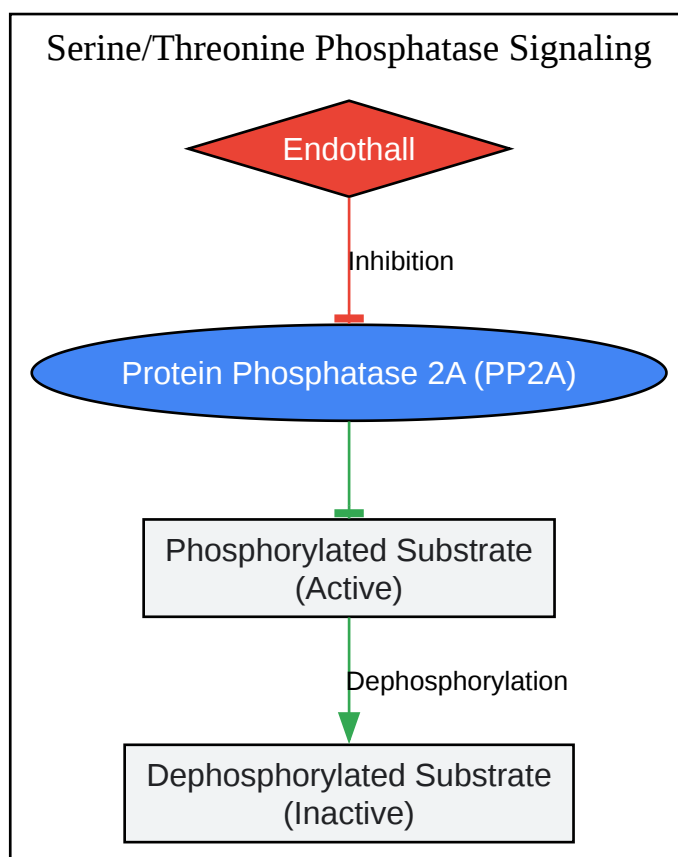 Serine/Threonine Phosphatase Signaling
Endothall
Inhibition
Protein Phosphatase 2A (PP2A)
Phosphorylated Substrate
(Active)
Dephosphorylation
Dephosphorylated Substrate
(Inactive)